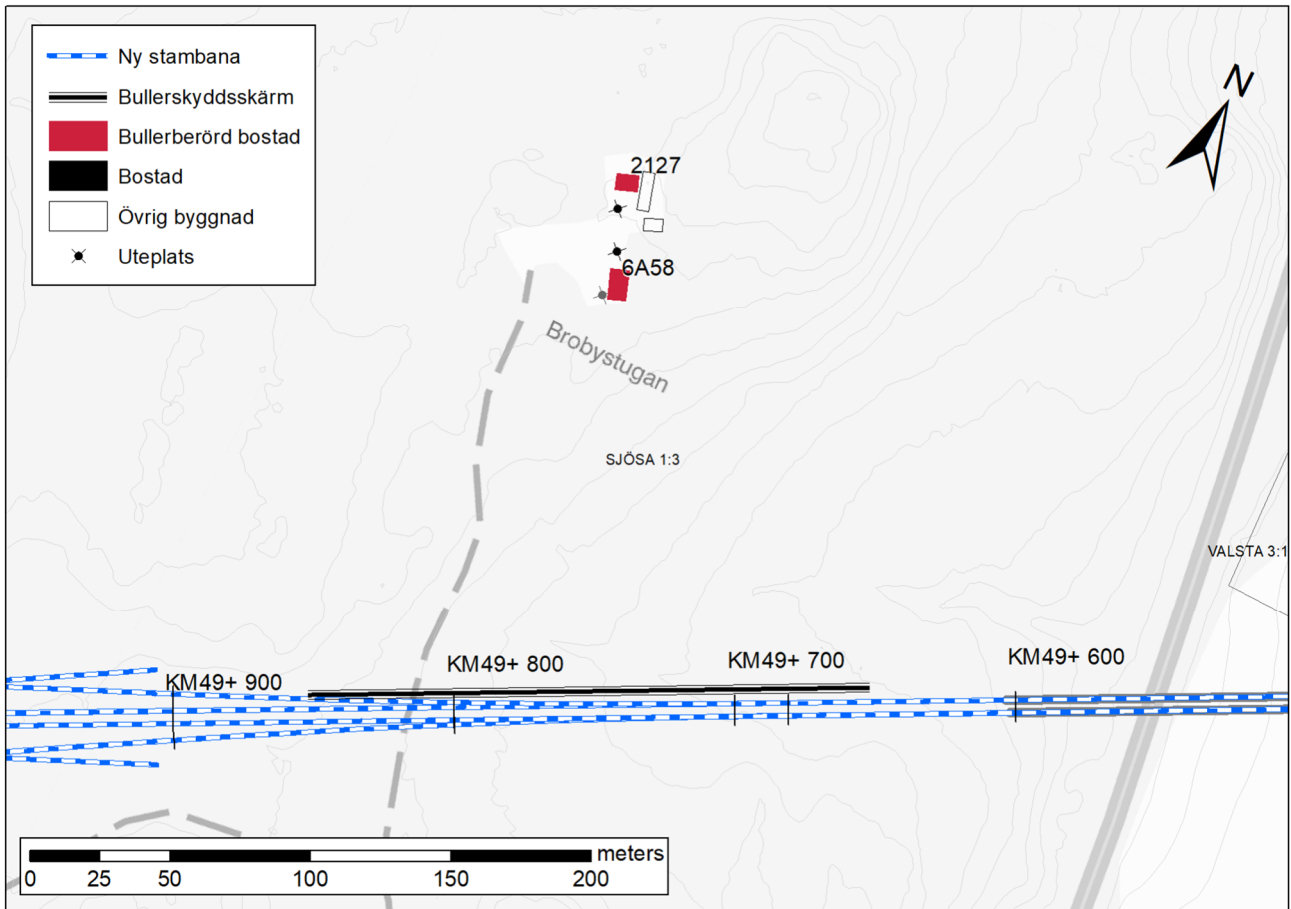 Ny stambana
Bullerskyddsskärm
Bullerberörd bostad
Bostad
Övrig byggnad
Uteplats
N
2127
6A58
Brobystugan
SJÖSA 1:3
VALSTA 3:1
KM49+ 900
KM49+ 800
KM49+ 700
KM49+ 600
meters
0 25 50 100 150 200